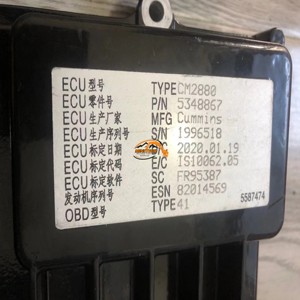 ECU型号 TYPE CM2880
ECU零件号 P/N 5348867
ECU生产厂家 MFG Cummins
ECU生产序列号 S/N 1996518
ECU标定日期 2020.01.19
ECU标定代码 E/C IS10062.05
ECU标定软件 SC FR95387
发动机序列号 ESN 82014569
OBD型号 TYPE 41
5587474